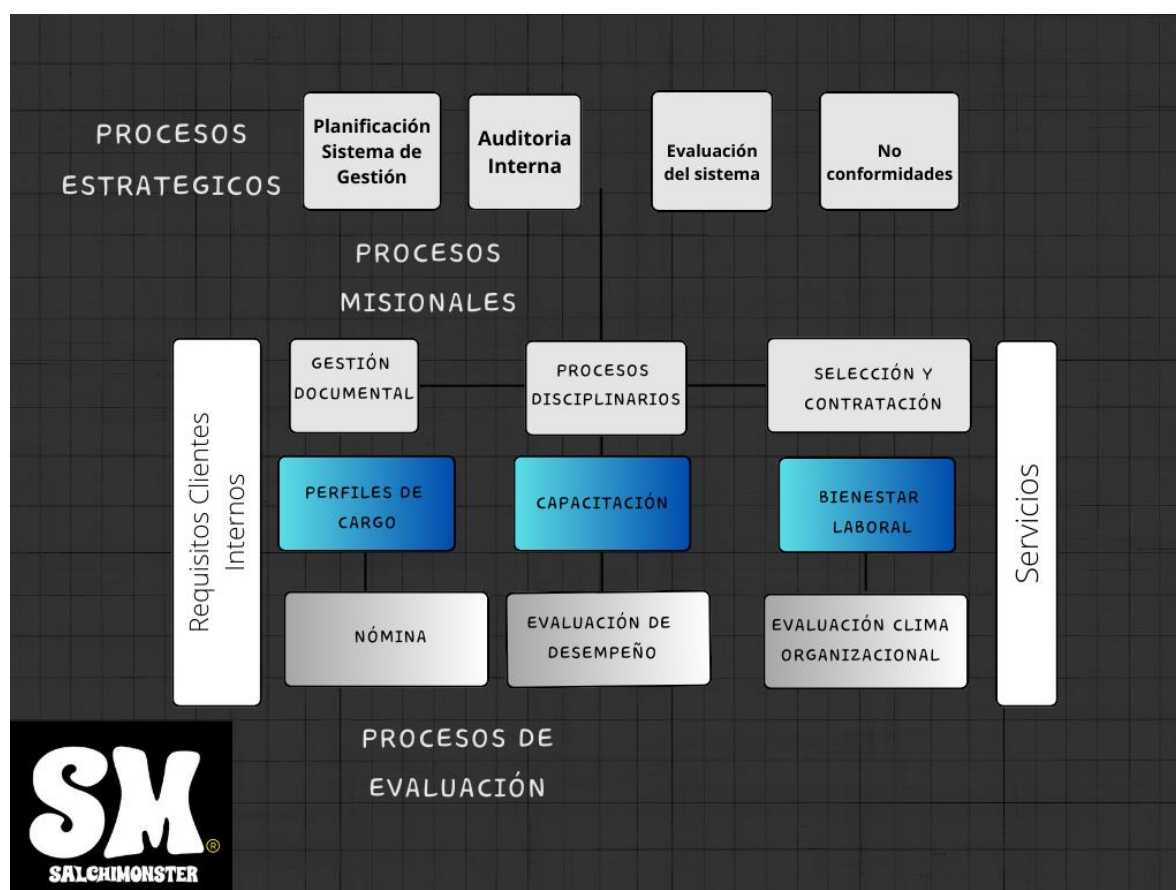 PROCESOS
ESTRATEGICOS
Planificación
Sistema de
Gestión
Auditoria
Interna
Evaluación
del sistema
No
conformidades
PROCESOS
MISIONALES
Requisitos Clientes
Internos
GESTIÓN
DOCUMENTAL
PROCESOS
DISCIPLINARIOS
SELECCIÓN Y
CONTRATACIÓN
PERFILES DE
CARGO
CAPACITACIÓN
BIENESTAR
LABORAL
NÓMINA
EVALUACIÓN DE
DESEMPEÑO
EVALUACIÓN CLIMA
ORGANIZACIONAL
Servicios
PROCESOS DE
EVALUACIÓN
SM®
SALCHIMONSTER